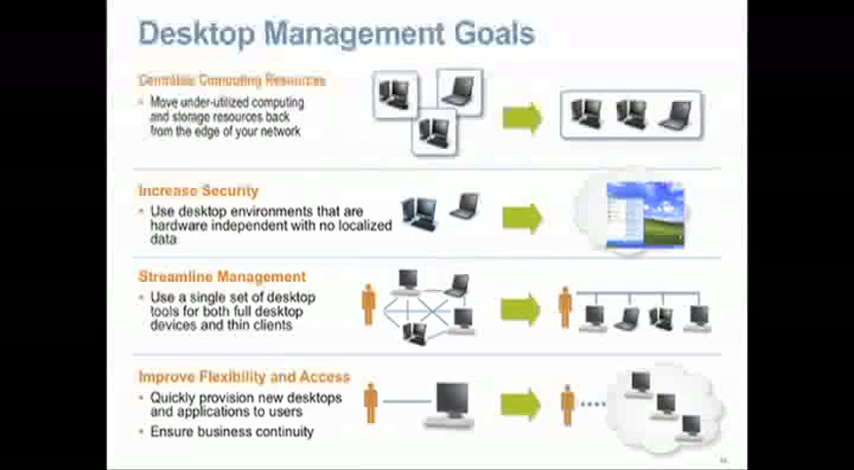 Desktop Management Goals
Centralize Computing Resources
• Move under-utilized computing
and storage resources back
from the edge of your network
Increase Security
• Use desktop environments that are
hardware independent with no localized
data
Streamline Management
• Use a single set of desktop
tools for both full desktop
devices and thin clients
Improve Flexibility and Access
• Quickly provision new desktops
and applications to users
• Ensure business continuity